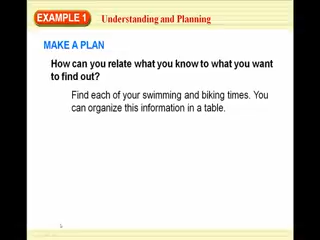 EXAMPLE 1 Understanding and Planning
MAKE A PLAN
How can you relate what you know to what you want
to find out?
Find each of your swimming and biking times. You
can organize this information in a table.